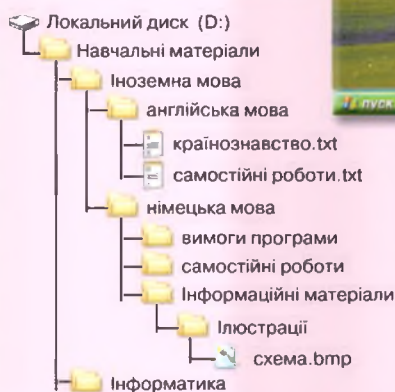 Локальний диск (D:)
Навчальні матеріали
Іноземна мова
англійська мова
пуск
країнознавство.txt
самостійні роботи.txt
німецька мова
вимоги програми
самостійні роботи
Інформаційні матеріали
Ілюстрації
схема.bmp
Інформатика